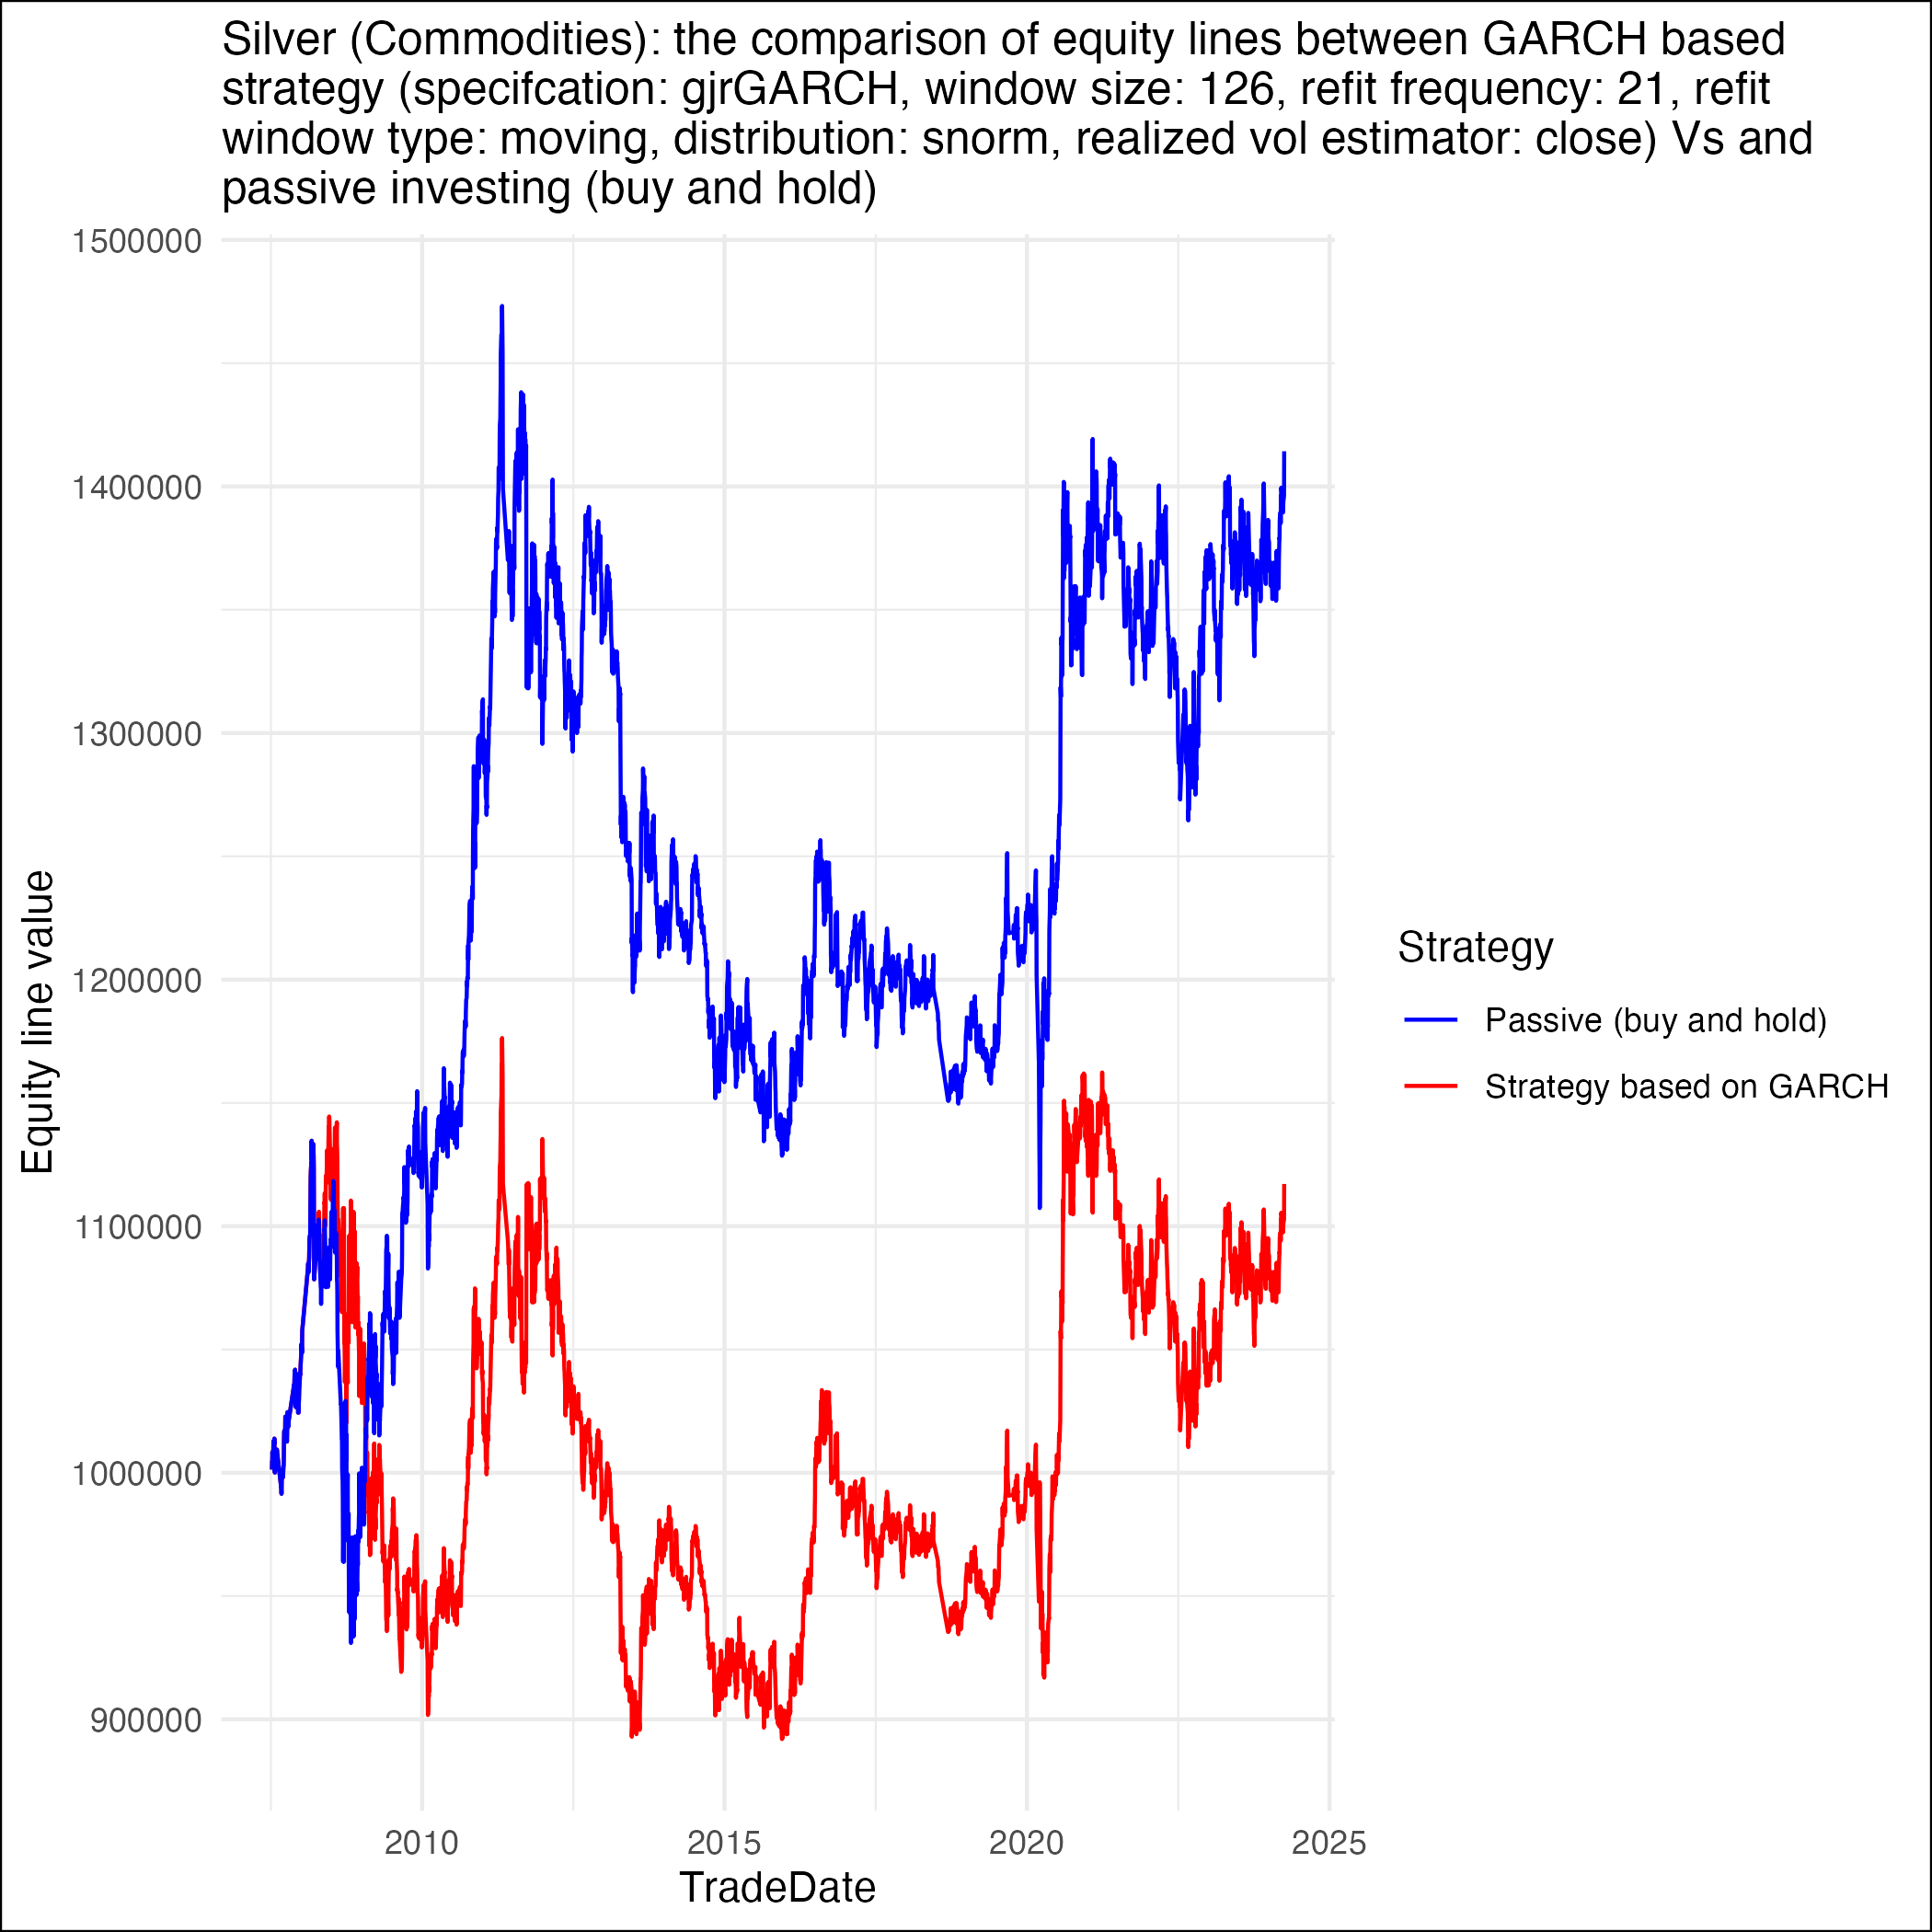 Silver (Commodities): the comparison of equity lines between GARCH based
strategy (specifcation: gjrGARCH, window size: 126, refit frequency: 21, refit
window type: moving, distribution: snorm, realized vol estimator: close) Vs and
passive investing (buy and hold)
1500000
1400000
1300000
1200000
1100000
1000000
900000
Equity line value
2010
2015
2020
2025
TradeDate
Strategy
Passive (buy and hold)
Strategy based on GARCH